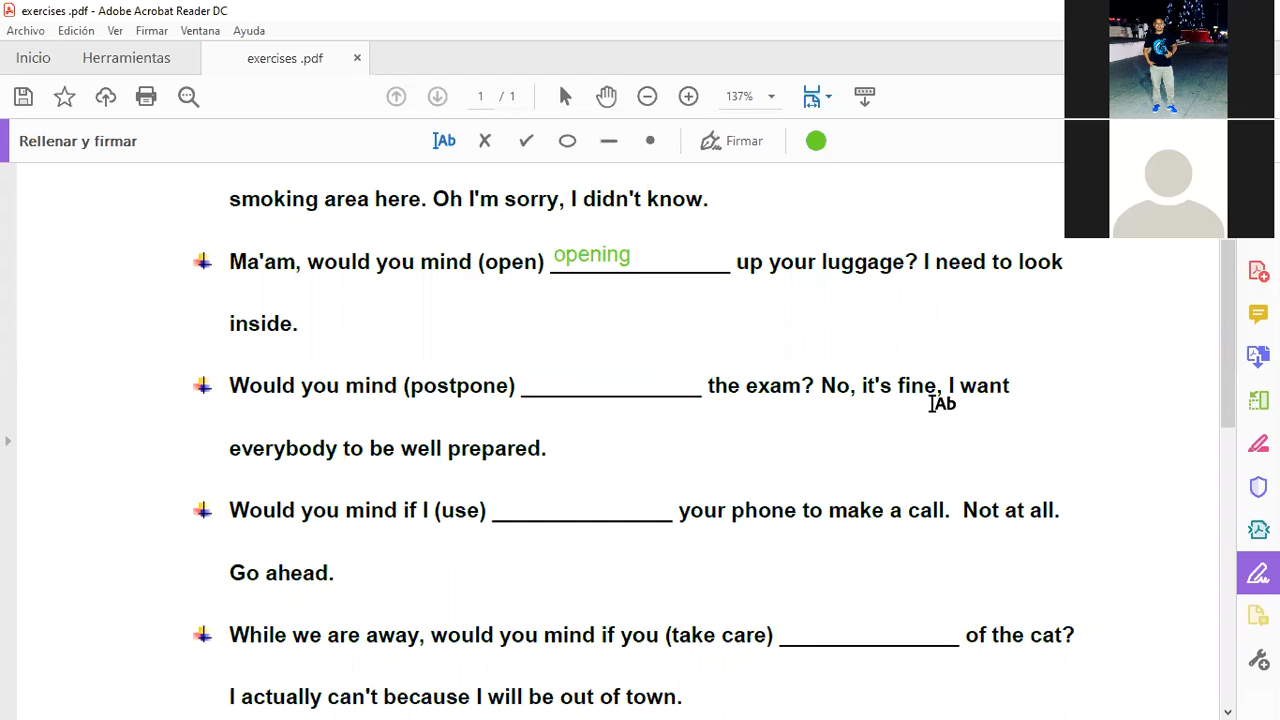 exercises .pdf - Adobe Acrobat Reader DC
Archivo Edición Ver Firmar Ventana Ayuda
Inicio Herramientas exercises .pdf ×
1 / 1 137%
Rellenar y firmar Ab Firmar
smoking area here. Oh I'm sorry, I didn't know.
Ma'am, would you mind (open) opening up your luggage? I need to look
inside.
Would you mind (postpone) _______________ the exam? No, it's fine, I want
Ab
everybody to be well prepared.
Would you mind if I (use) _______________ your phone to make a call. Not at all.
Go ahead.
While we are away, would you mind if you (take care) _______________ of the cat?
I actually can't because I will be out of town.